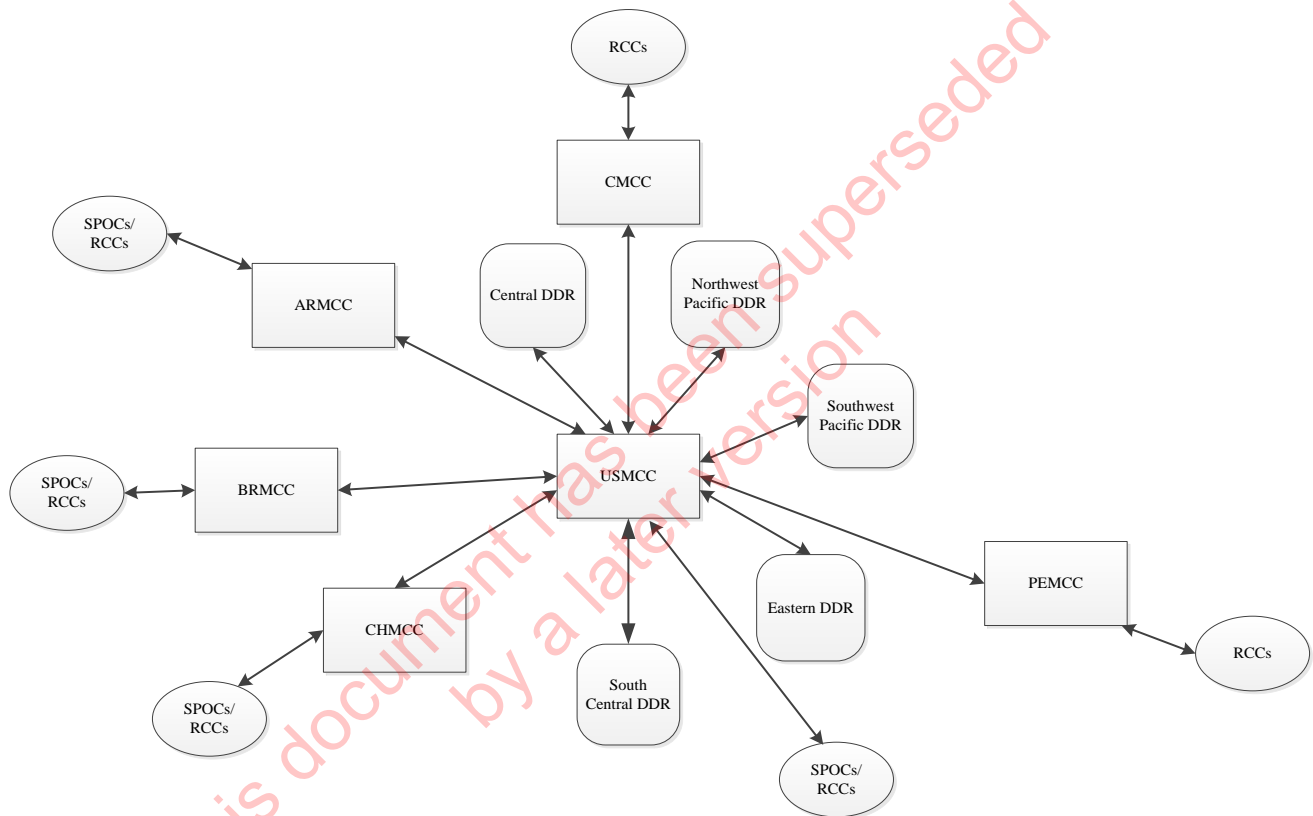 RCCs
CMCC
SPOCs/
RCCs
ARMCC
Central DDR
Northwest
Pacific DDR
Southwest
Pacific DDR
SPOCs/
RCCs
BRMCC
USMCC
PEMCC
Eastern DDR
RCCs
CHMCC
SPOCs/
RCCs
South
Central DDR
SPOCs/
RCCs
is document has been superseded
by a later version